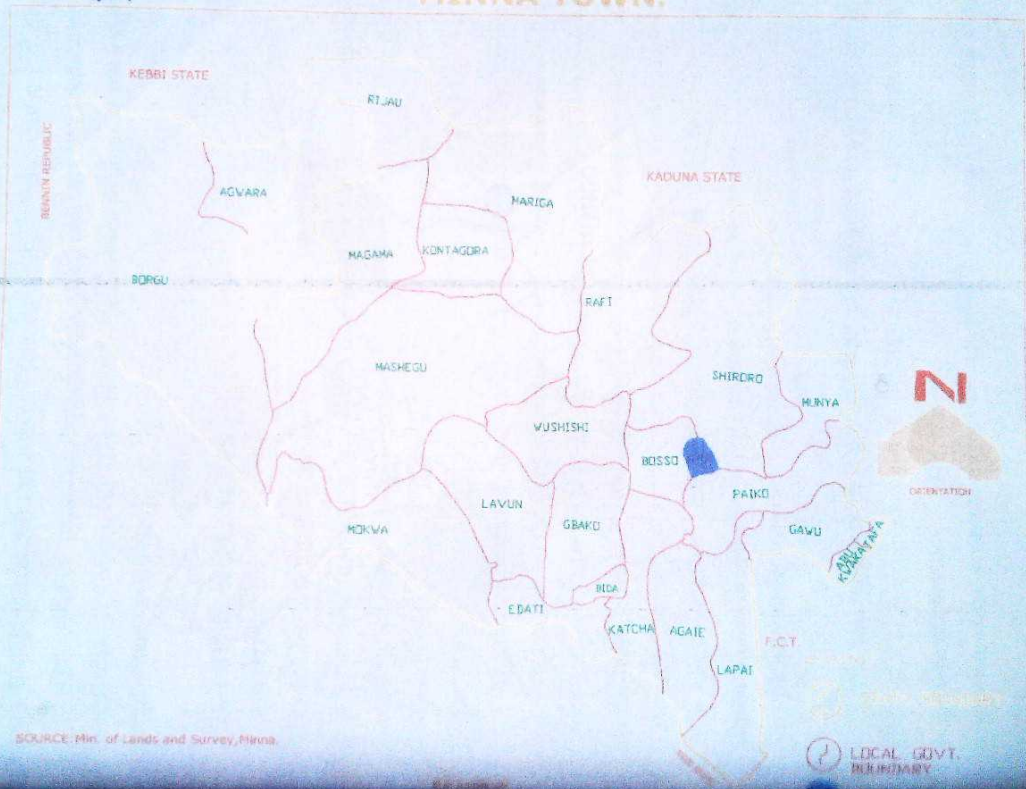 MINNA TOWN.
KEBBI STATE
RIJAU
BENNIN REPUBLIC
AGWARA
KADUNA STATE
MARIGA
MAGAMA
KONTAGORA
BORGU
RAFI
MASHEGU
SHIRORO
MUNYA
N
WUSHISHI
BOSSO
ORIENTATION
PAIKO
LAVUN
GBAKO
MOKWA
GAWU
ABU
KWAKATAFA
BIDA
EDATI
KATCHA
AGAIE
F.C.T.
LAPAI
SOURCE: Min. of Lands and Survey, Minna.
LOCAL GOVT.
BOUNDARY